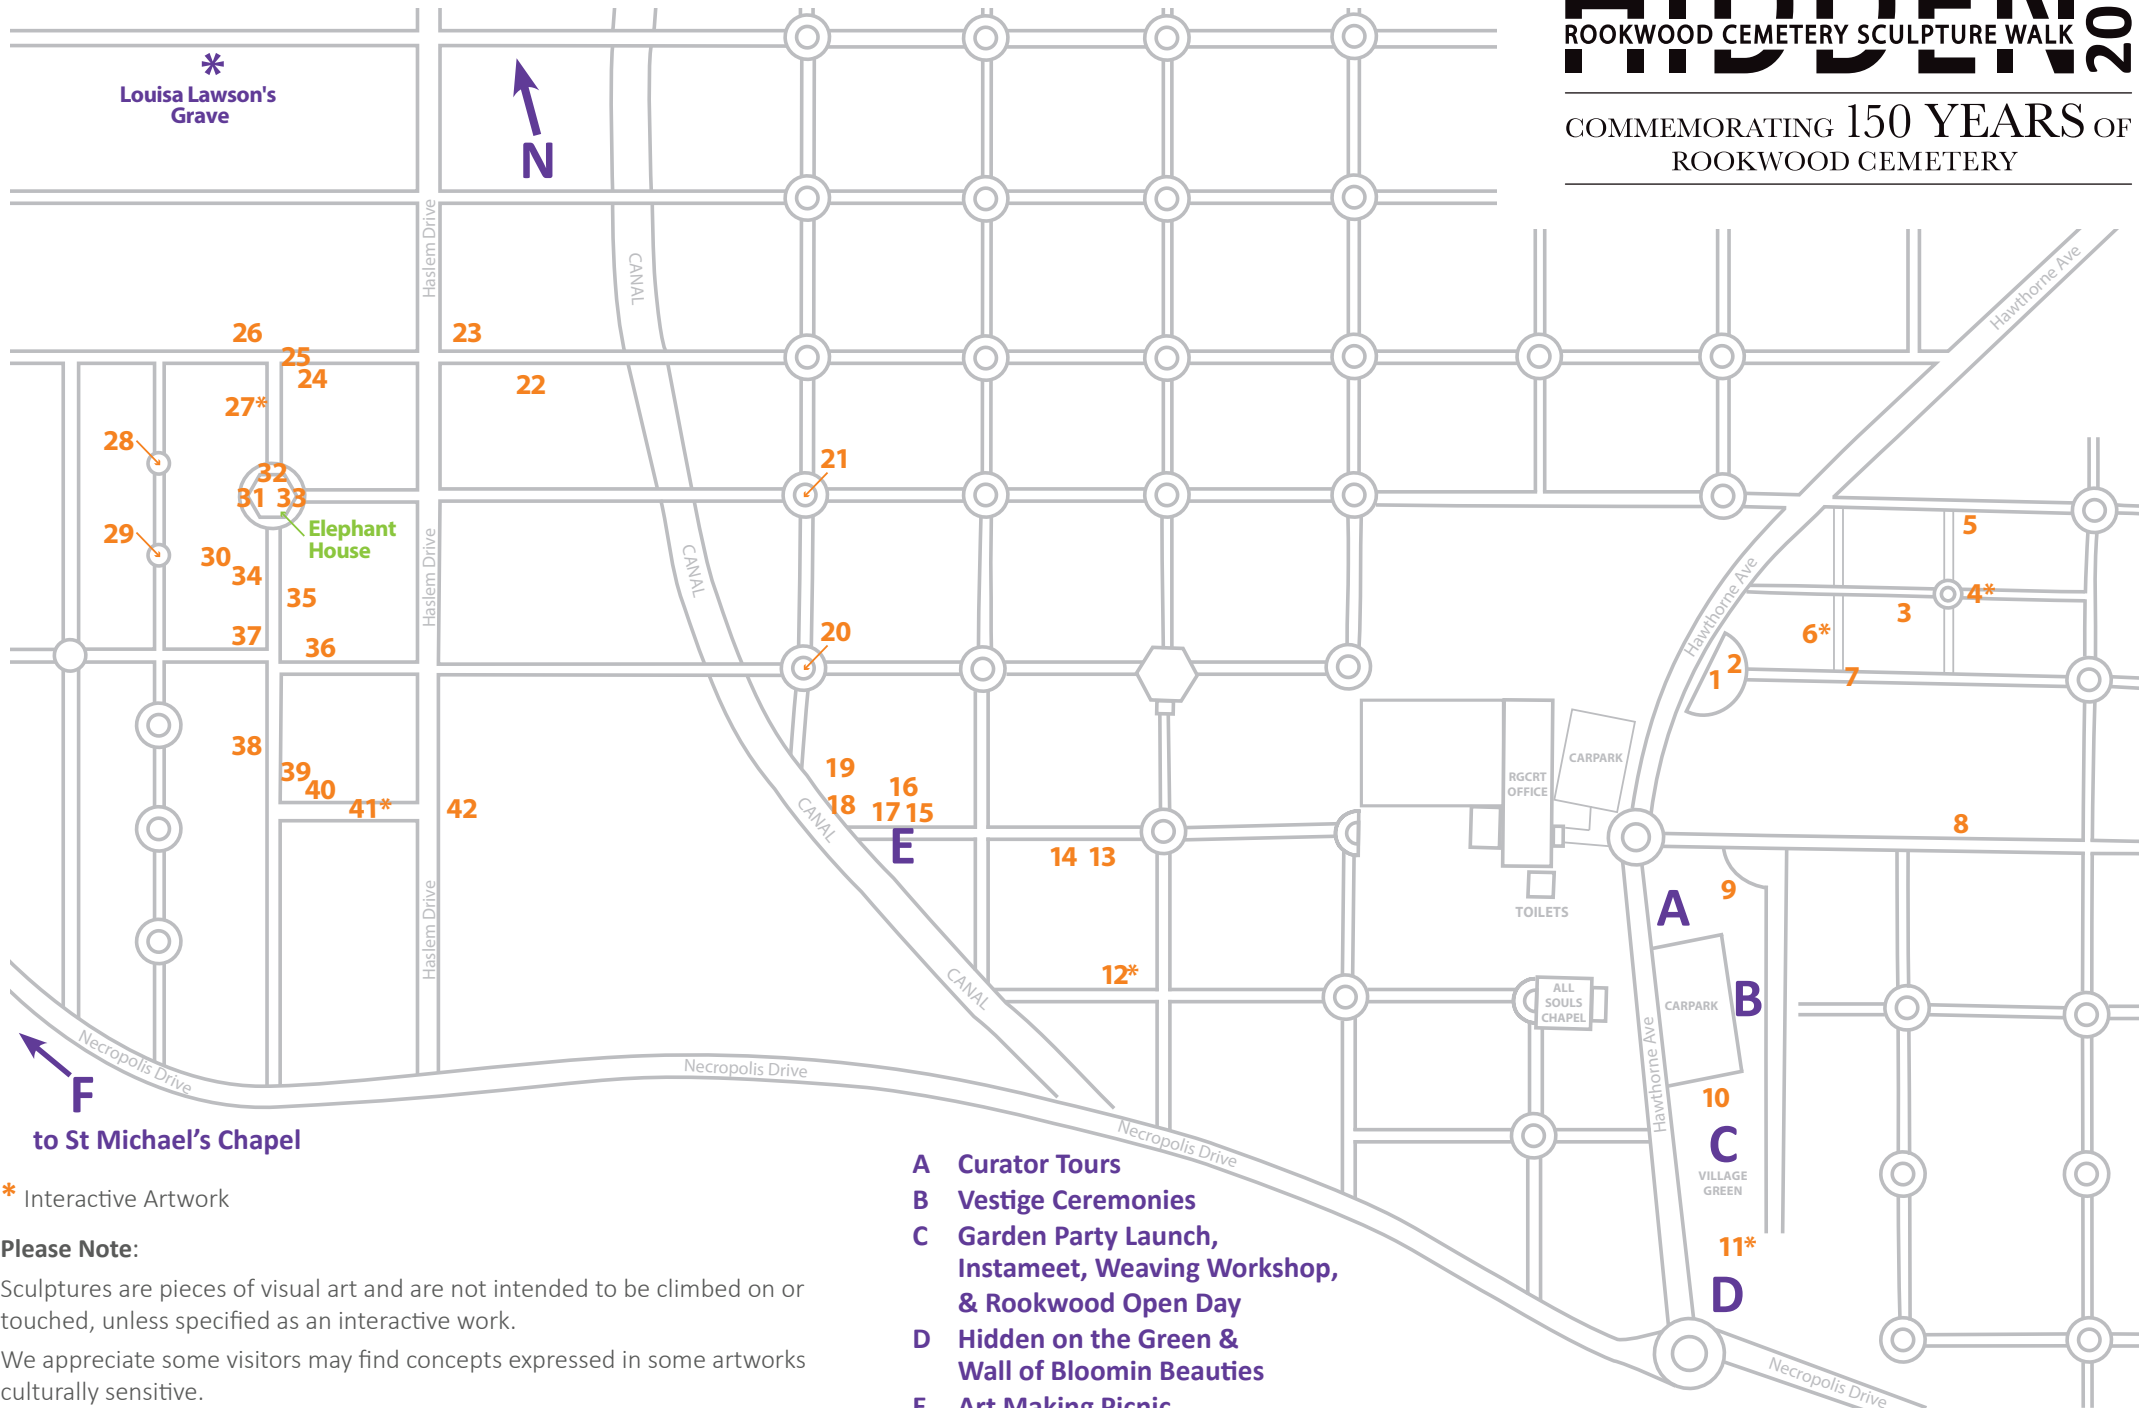 ROOKWOOD CEMETERY SCULPTURE WALK
20
COMMEMORATING 150 YEARS OF
ROOKWOOD CEMETERY
*
Louisa Lawson's
Grave
N
Haslem Drive
CANAL
Hawthorne Ave
26
23
25
24
22
27*
28
21
32
31 33
Elephant
House
29
30
34
35
Haslem Drive
CANAL
Hawthorne Ave
5
4*
3
6*
20
37
36
2
1
7
38
39
40
41*
42
19
16
18
17 15
CANAL
E
14 13
RGCRT
OFFICE
CARPARK
8
9
TOILETS
A
Haslem Drive
12*
CANAL
ALL
SOULS
CHAPEL
CARPARK
B
Hawthorne Ave
Necropolis Drive
Necropolis Drive
Necropolis Drive
10
C
VILLAGE
GREEN
11*
D
Necropolis Drive
F
to St Michael’s Chapel
* Interactive Artwork
Please Note:
Sculptures are pieces of visual art and are not intended to be climbed on or
touched, unless specified as an interactive work.
We appreciate some visitors may find concepts expressed in some artworks
culturally sensitive.
A Curator Tours
B Vestige Ceremonies
C Garden Party Launch,
Instameet, Weaving Workshop,
& Rookwood Open Day
D Hidden on the Green &
Wall of Bloomin Beauties
E Art Making Picnic